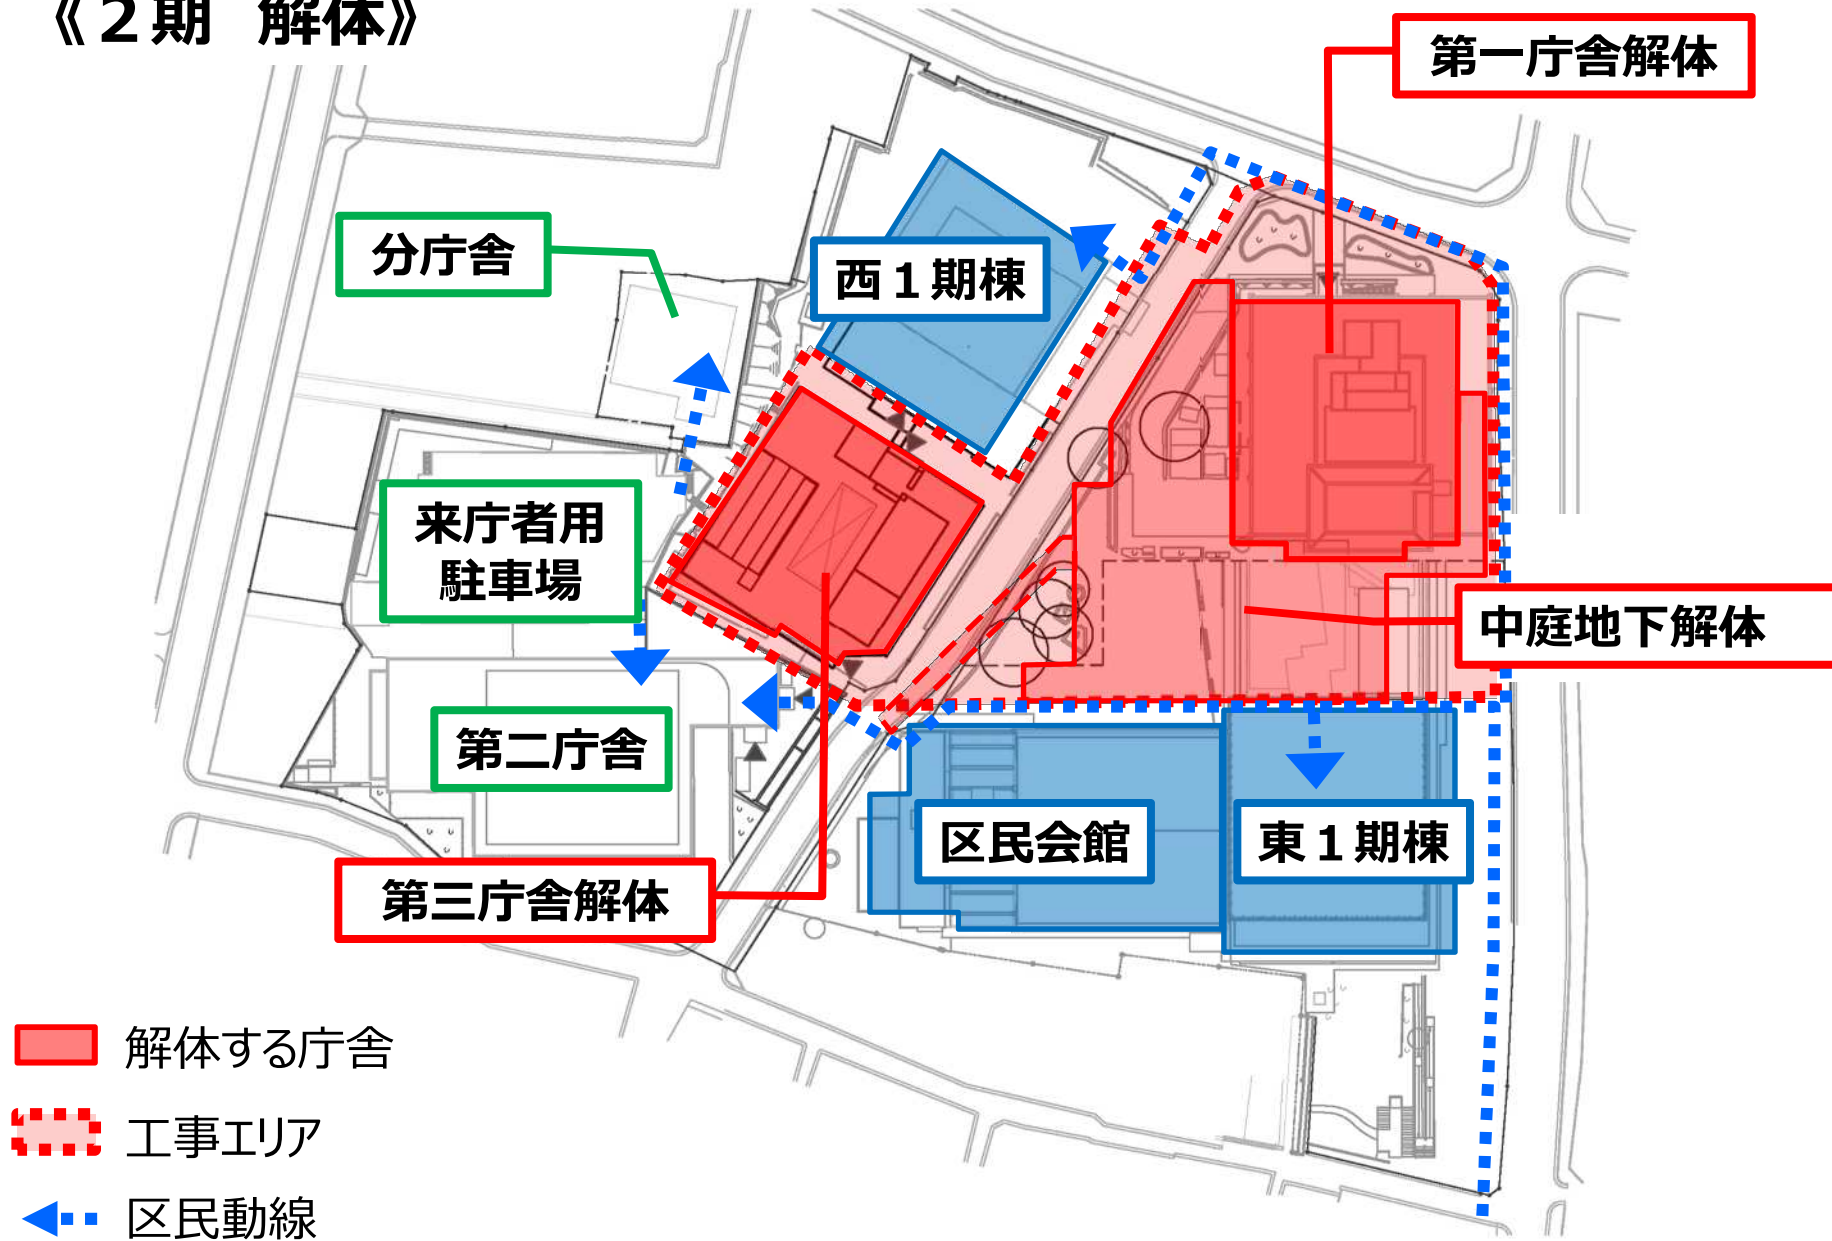 《２期　解体》
第一庁舎解体
分庁舎
西１期棟
来庁者用
駐車場
中庭地下解体
第二庁舎
区民会館
東１期棟
第三庁舎解体
解体する庁舎
工事エリア
区民動線